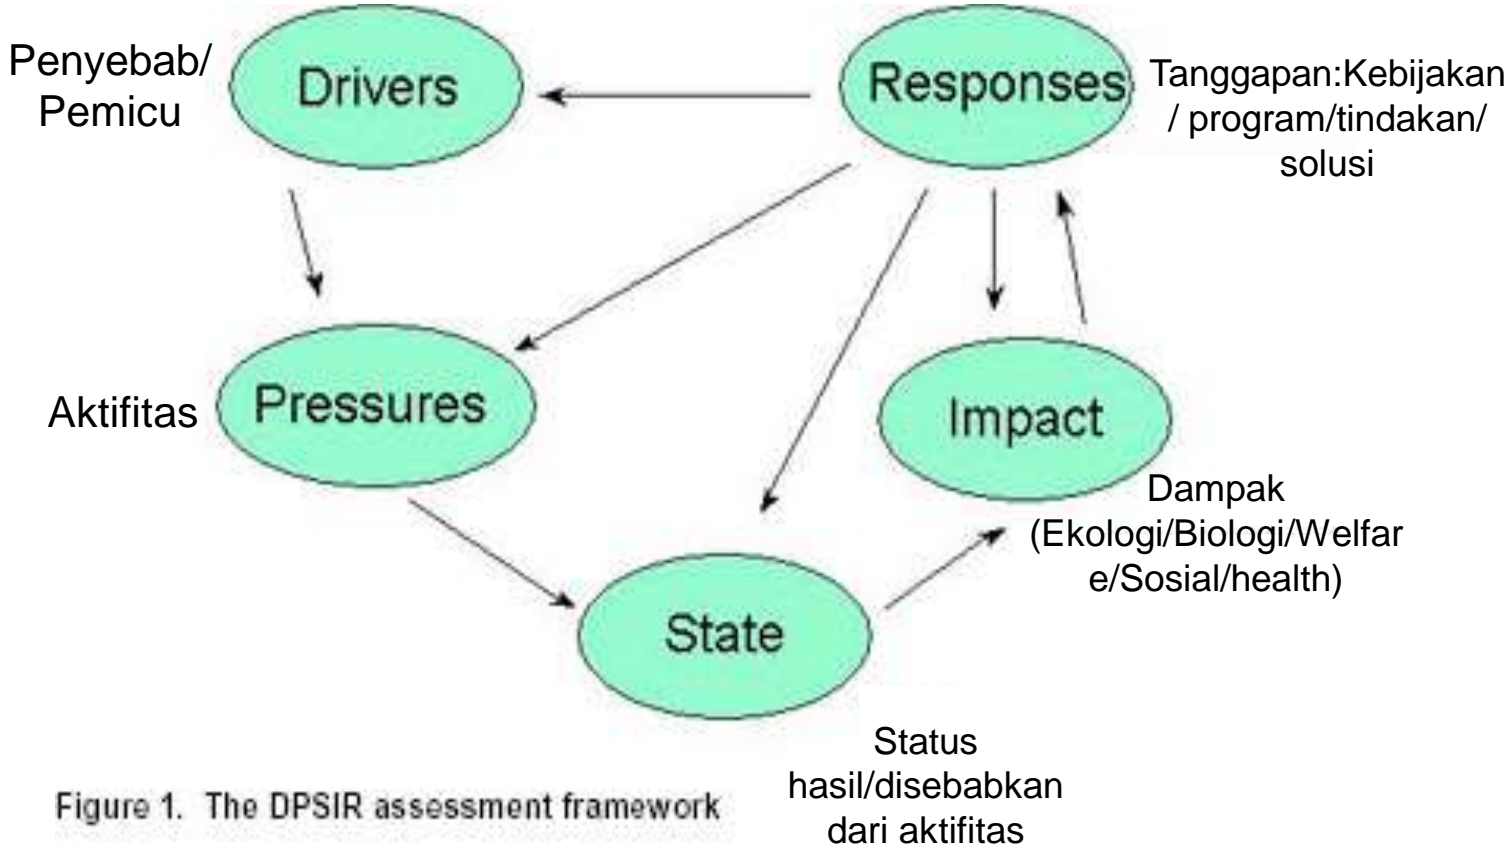 Penyebab/
Pemicu
Drivers
Responses
Tanggapan:Kebijakan
/ program/tindakan/
solusi
Aktifitas
Pressures
Impact
Dampak
(Ekologi/Biologi/Welfar
e/Sosial/health)
State
Status
hasil/disebabkan
dari aktifitas
Figure 1. The DPSIR assessment framework